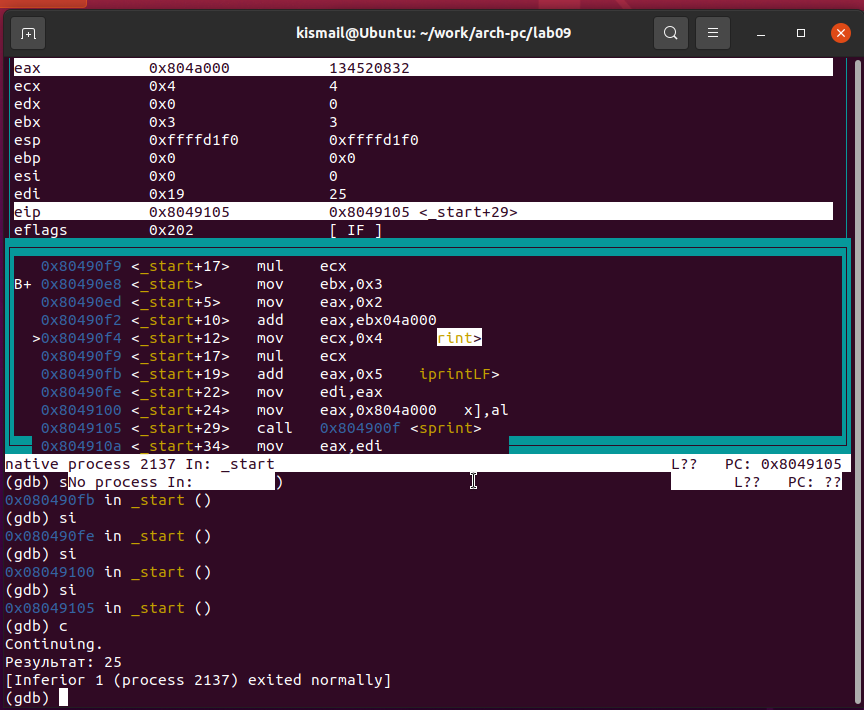 kismail@Ubuntu: ~/work/arch-pc/lab09
eax 0x804a000 134520832
ecx 0x4 4
edx 0x0 0
ebx 0x3 3
esp 0xffffd1f0 0xffffd1f0
ebp 0x0 0x0
esi 0x0 0
edi 0x19 25
eip 0x8049105 0x8049105 <_start+29>
eflags 0x202 [ IF ]
0x80490f9 <_start+17> mul ecx
B+ 0x80490e8 <_start> mov ebx,0x3
0x80490ed <_start+5> mov eax,0x2
0x80490f2 <_start+10> add eax,ebx04a000
>0x80490f4 <_start+12> mov ecx,0x4 rint>
0x80490f9 <_start+17> mul ecx
0x80490fb <_start+19> add eax,0x5 iprintLF>
0x80490fe <_start+22> mov edi,eax
0x8049100 <_start+24> mov eax,0x804a000 x],al
0x8049105 <_start+29> call 0x804900f <sprint>
0x804910a <_start+34> mov eax,edi
native process 2137 In: _start L?? PC: 0x8049105
(gdb) sNo process In: ) L?? PC: ??
0x080490fb in _start ()
(gdb) si
0x080490fe in _start ()
(gdb) si
0x08049100 in _start ()
(gdb) si
0x08049105 in _start ()
(gdb) c
Continuing.
Результат: 25
[Inferior 1 (process 2137) exited normally]
(gdb)